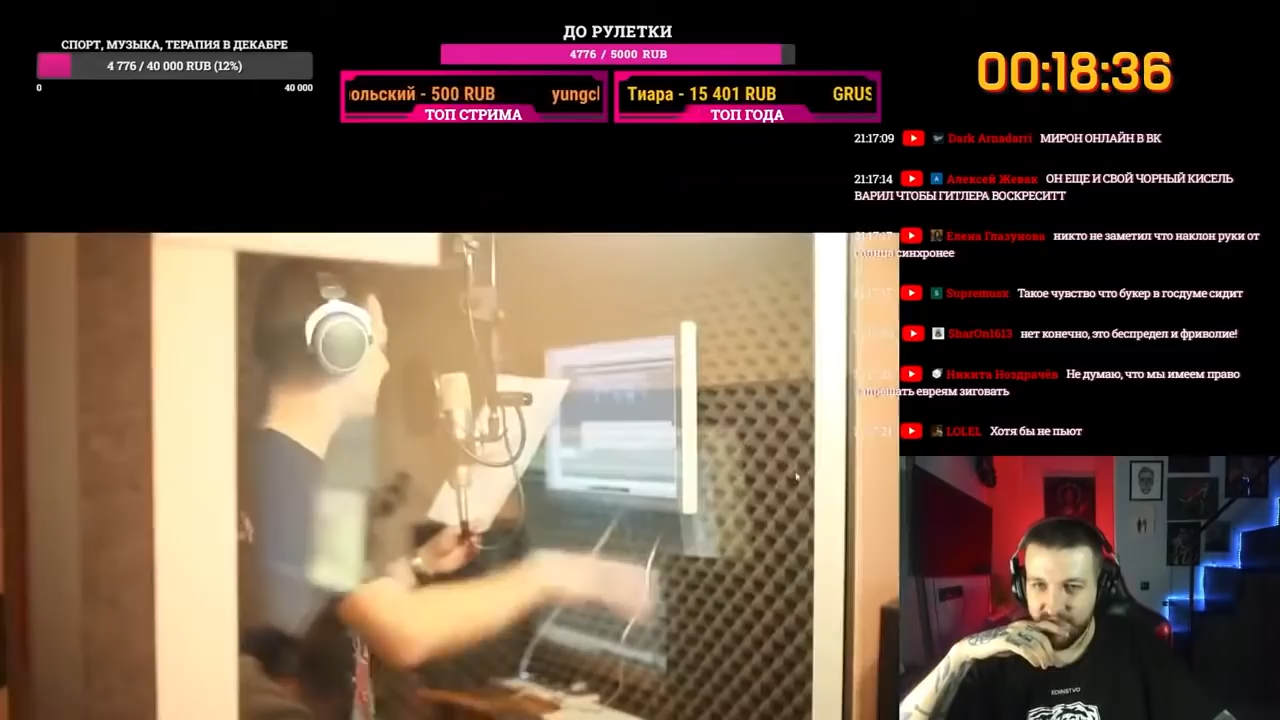 СПОРТ, МУЗЫКА, ТЕРАПИЯ В ДЕКАБРЕ
4 776 / 40 000 RUB (12%)
0
40 000
ДО РУЛЕТКИ
4776 / 5000 RUB
ольский - 500 RUB
yungcl
ТОП СТРИМА
Тиара - 15 401 RUB
GRUS
ТОП ГОДА
00:18:36
21:17:09 Dark Arnadarri МИРОН ОНЛАЙН В ВК
21:17:14 Алексей Жевак ОН ЕЩЕ И СВОЙ ЧОРНЫЙ КИСЕЛЬ
ВАРИЛ ЧТОБЫ ГИТЛЕРА ВОСКРЕСИТТ
Елена Глазунова никто не заметил что наклон руки от
солнца синхронее
Supremusx Такое чувство что букер в госдуме сидит
SharOn1613 нет конечно, это беспредел и фриволие!
Никита Ноздрачёв Не думаю, что мы имеем право
запрещать евреям зиговать
LOLEL Хотя бы не пьют
EDINSTVO